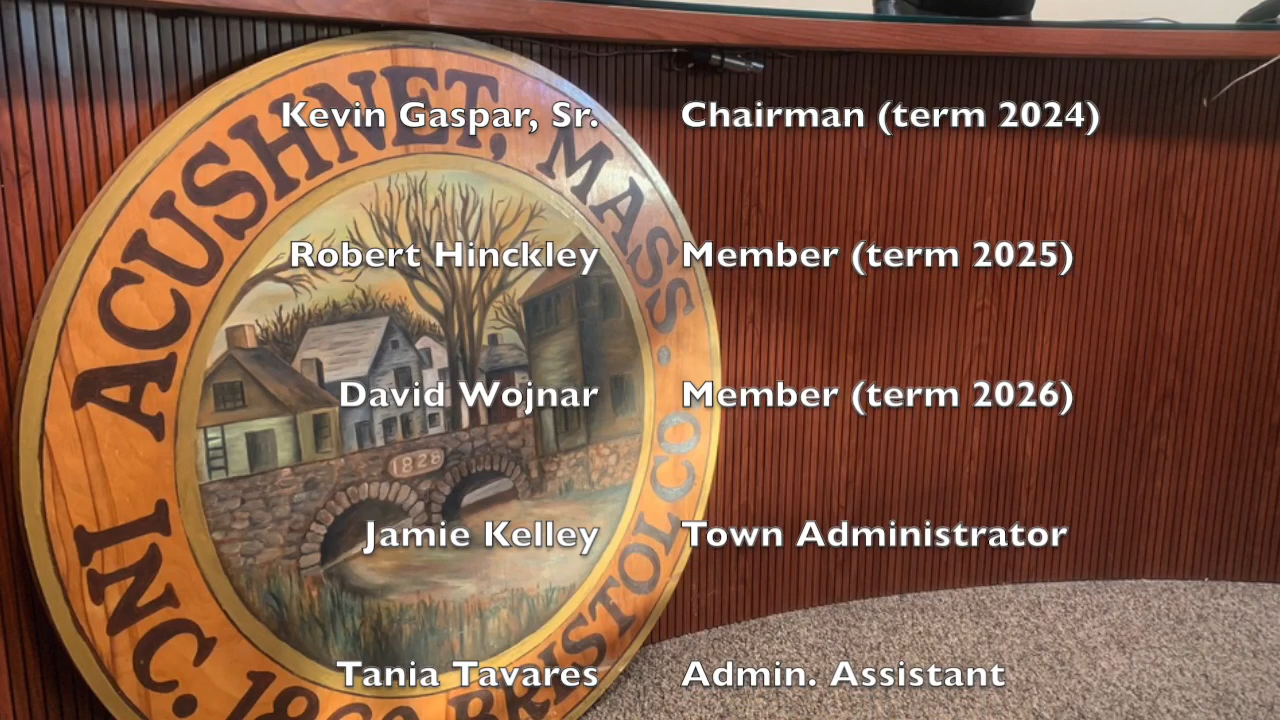 Kevin Gaspar, Sr. Chairman (term 2024)
Robert Hinckley Member (term 2025)
David Wojnar Member (term 2026)
Jamie Kelley Town Administrator
Tania Tavares Admin. Assistant
ACUSHNET, MASS.
1828
INC. 1860 BRISTOL CO.